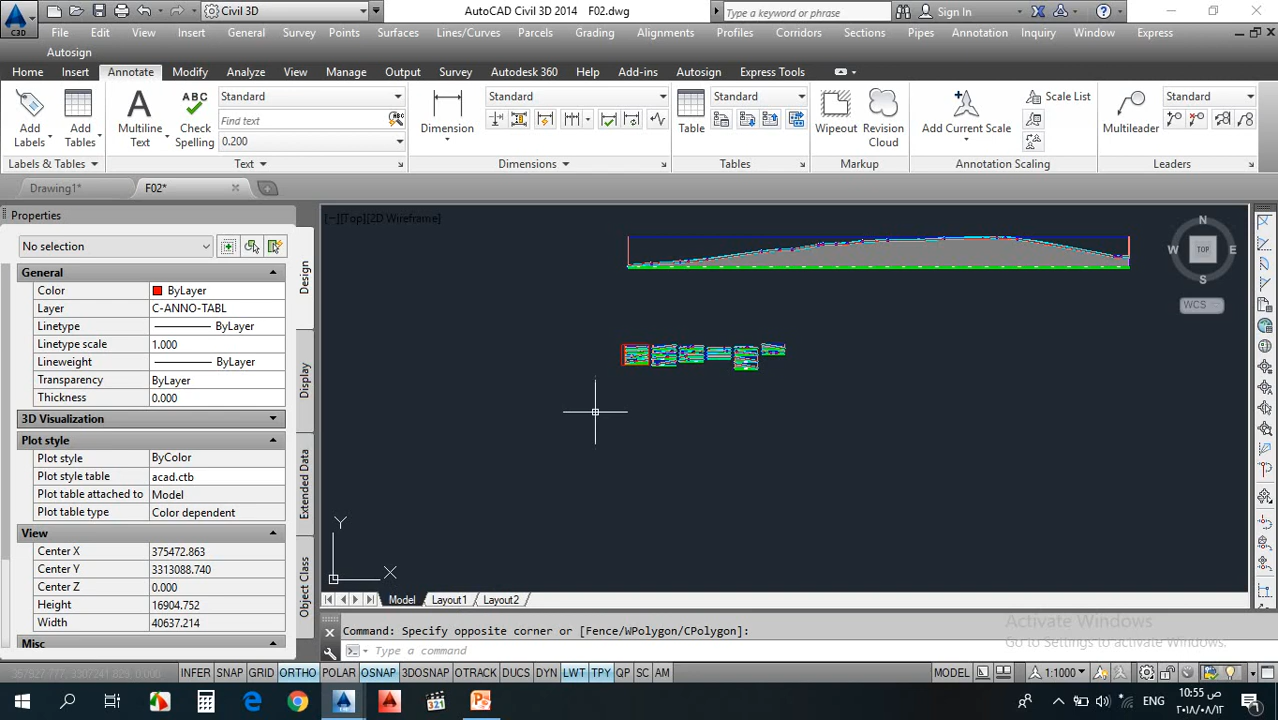 Civil 3D
AutoCAD Civil 3D 2014 F02.dwg
Type a keyword or phrase
Sign In
C3D
File Edit View Insert General Survey Points Surfaces Lines/Curves Parcels Grading Alignments Profiles Corridors Sections Pipes Annotation Inquiry Window Express
Autosign
Home Insert Annotate Modify Analyze View Manage Output Survey Autodesk 360 Help Add-ins Autosign Express Tools
Add Labels
Add Tables
Labels & Tables
Multiline Text
ABC
Check Spelling
Standard
Find text
0.200
Text
Dimension
Standard
Dimensions
Table
Standard
Tables
Wipeout
Revision Cloud
Markup
Add Current Scale
Scale List
Annotation Scaling
Multileader
Standard
Leaders
Drawing1*
F02*
Properties
No selection
General
Color ByLayer
Layer C-ANNO-TABL
Linetype ByLayer
Linetype scale 1.000
Lineweight ByLayer
Transparency ByLayer
Thickness 0.000
3D Visualization
Plot style
Plot style ByColor
Plot style table acad.ctb
Plot table attached to Model
Plot table type Color dependent
View
Center X 375472.863
Center Y 3313088.740
Center Z 0.000
Height 16904.752
Width 40637.214
Misc
Design
Display
Extended Data
Object Class
[−][Top][2D Wireframe]
N
W TOP E
S
WCS
Y
X
Model Layout1 Layout2
Command: Specify opposite corner or [Fence/WPolygon/CPolygon]:
Type a command
Activate Windows
Go to Settings to activate Windows.
INFER SNAP GRID ORTHO POLAR OSNAP 3DOSNAP OTRACK DUCS DYN LWT TPY QP SC AM
MODEL
1:1000
321
ENG
10:55 ص
٢٠١٨/٠٨/١٢